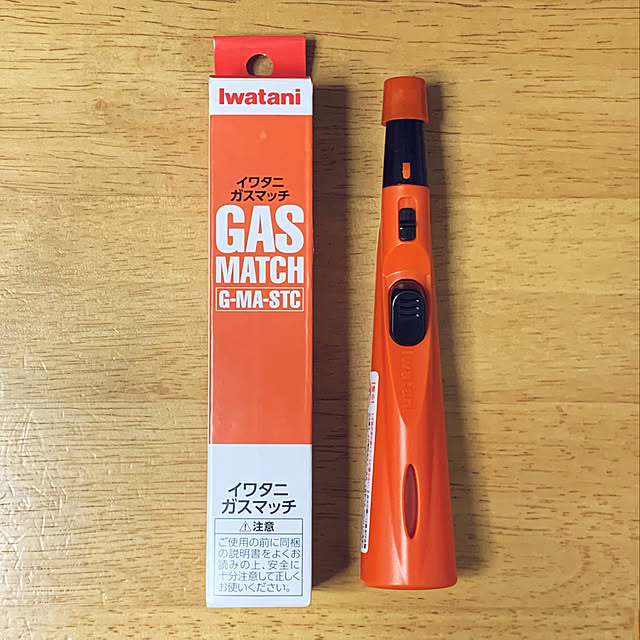 Iwatani
イワタニ
ガスマッチ
GAS
MATCH
G-MA-STC
イワタニ
ガスマッチ
⚠注意
ご使用の前に同梱
の説明書をよくお
読みの上、安全に
十分注意して正しく
お使いください。
Iwatani